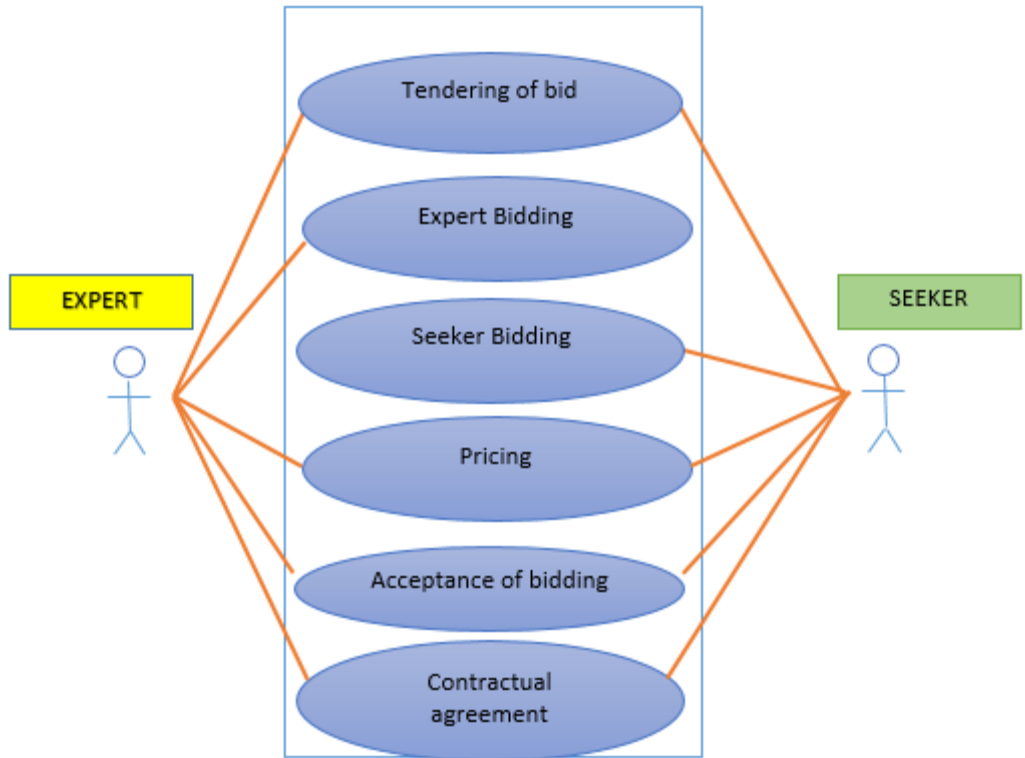 Tendering of bid
Expert Bidding
EXPERT
SEEKER
Seeker Bidding
Pricing
Acceptance of bidding
Contractual
agreement